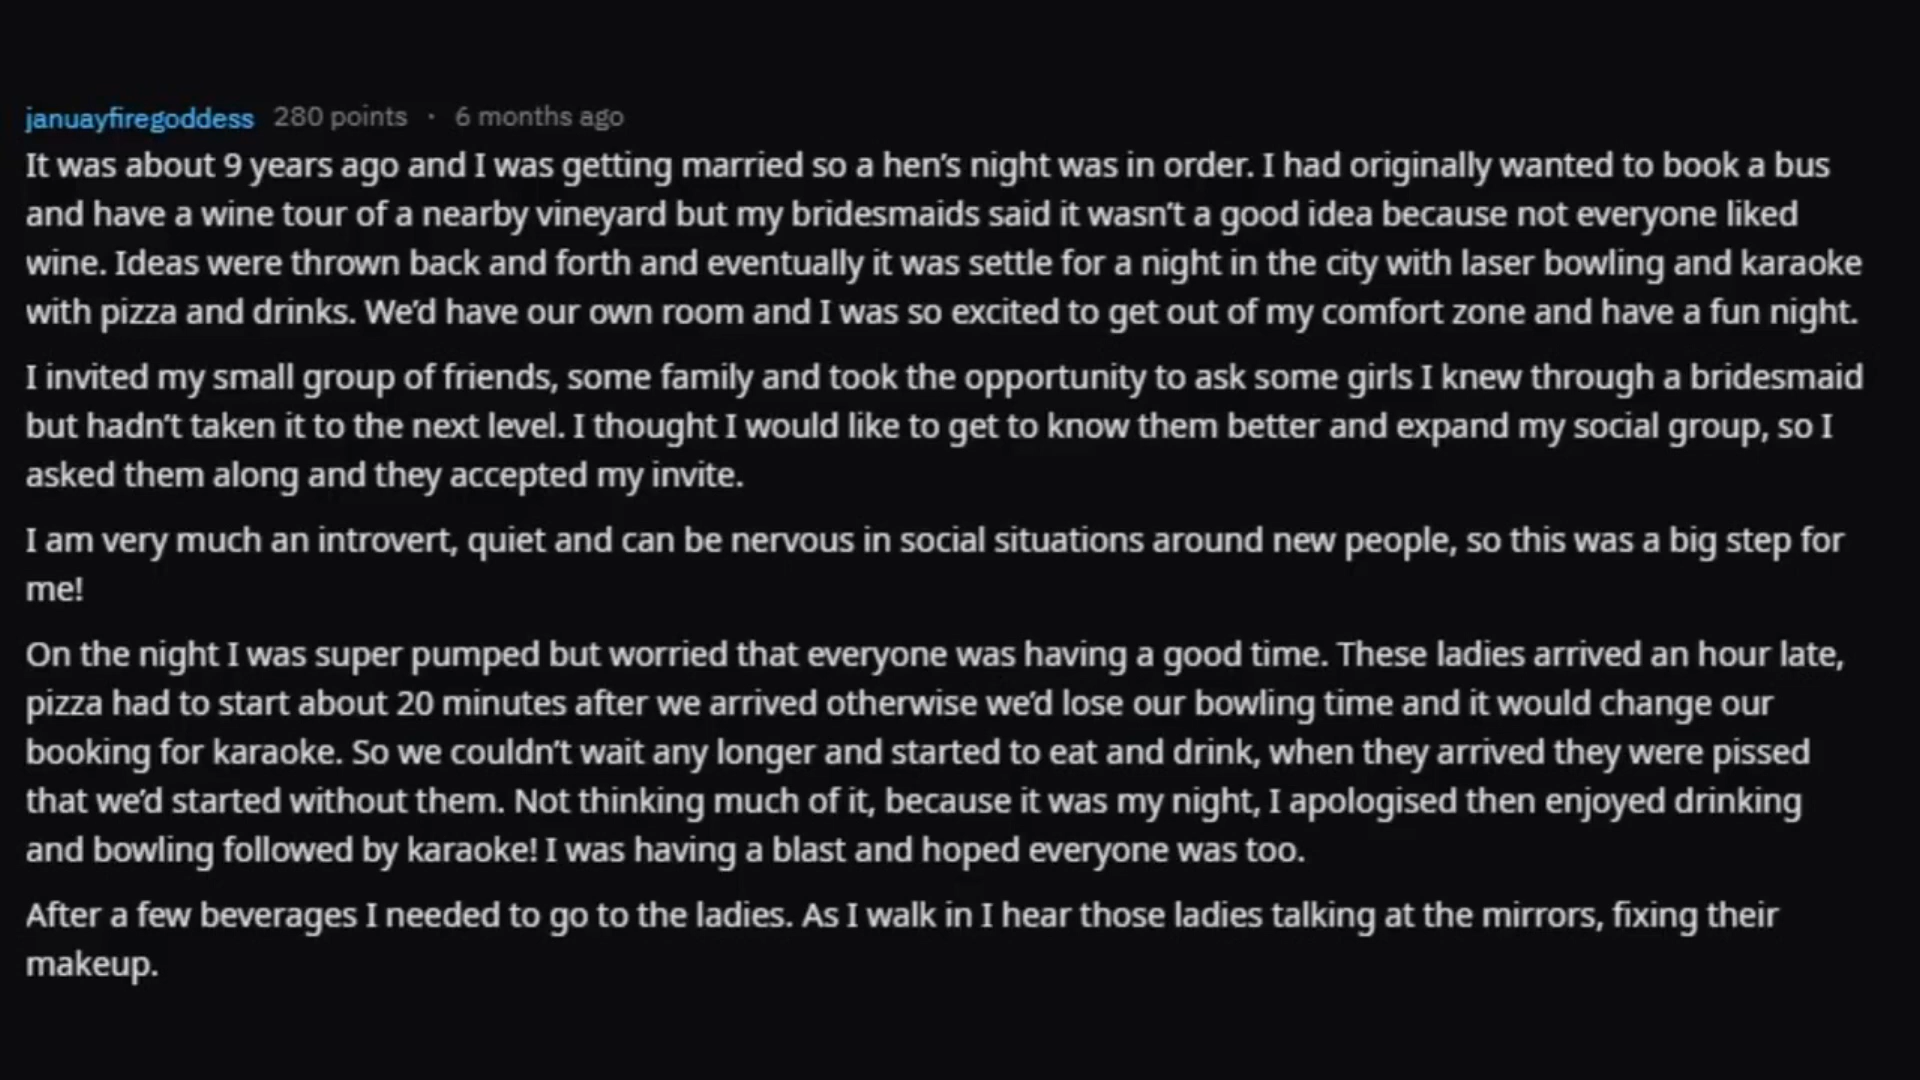 januayfiregoddess 280 points · 6 months ago
It was about 9 years ago and I was getting married so a hen's night was in order. I had originally wanted to book a bus
and have a wine tour of a nearby vineyard but my bridesmaids said it wasn't a good idea because not everyone liked
wine. Ideas were thrown back and forth and eventually it was settle for a night in the city with laser bowling and karaoke
with pizza and drinks. We'd have our own room and I was so excited to get out of my comfort zone and have a fun night.
I invited my small group of friends, some family and took the opportunity to ask some girls I knew through a bridesmaid
but hadn't taken it to the next level. I thought I would like to get to know them better and expand my social group, so I
asked them along and they accepted my invite.
I am very much an introvert, quiet and can be nervous in social situations around new people, so this was a big step for
me!
On the night I was super pumped but worried that everyone was having a good time. These ladies arrived an hour late,
pizza had to start about 20 minutes after we arrived otherwise we'd lose our bowling time and it would change our
booking for karaoke. So we couldn't wait any longer and started to eat and drink, when they arrived they were pissed
that we'd started without them. Not thinking much of it, because it was my night, I apologised then enjoyed drinking
and bowling followed by karaoke! I was having a blast and hoped everyone was too.
After a few beverages I needed to go to the ladies. As I walk in I hear those ladies talking at the mirrors, fixing their
makeup.